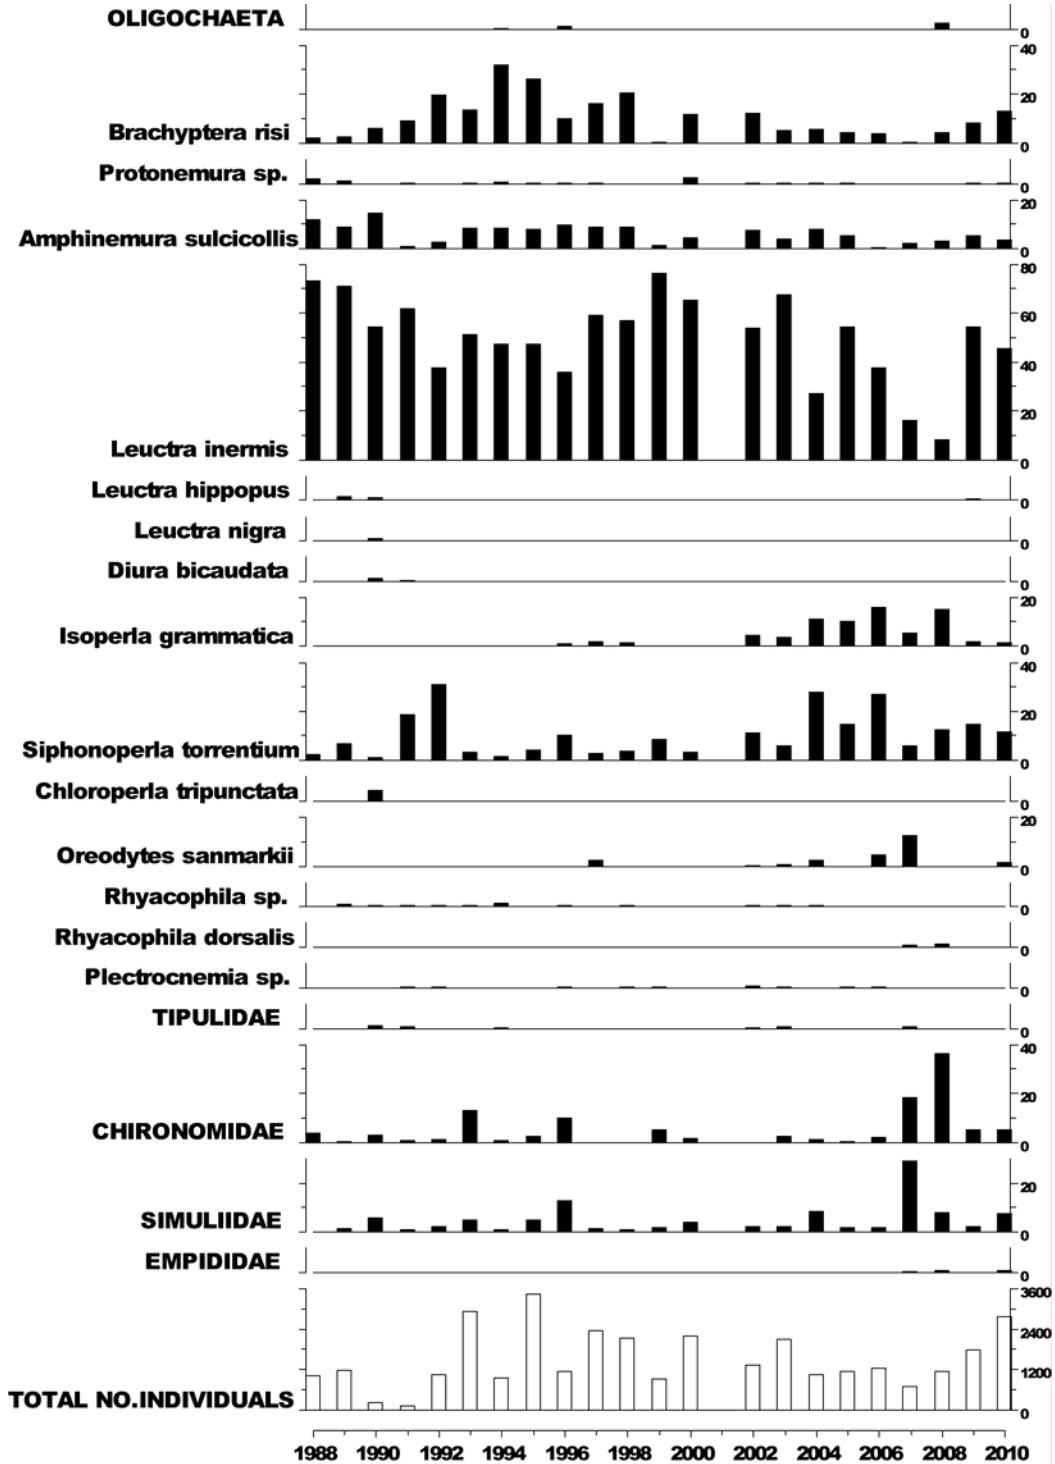 OLIGOCHAETA
0
40
20
Brachyptera risi
0
Protonemura sp.
0
20
Amphinemura sulcicollis
0
80
60
40
20
Leuctra inermis
0
Leuctra hippopus
0
Leuctra nigra
0
Diura bicaudata
0
20
Isoperla grammatica
0
40
20
Siphonoperla torrentium
0
Chloroperla tripunctata
0
20
Oreodytes sanmarkii
0
Rhyacophila sp.
0
Rhyacophila dorsalis
0
Plectrocnemia sp.
0
TIPULIDAE
0
40
20
CHIRONOMIDAE
0
20
SIMULIIDAE
0
EMPIDIDAE
0
3600
2400
1200
TOTAL NO.INDIVIDUALS
0
1988 1990 1992 1994 1996 1998 2000 2002 2004 2006 2008 2010